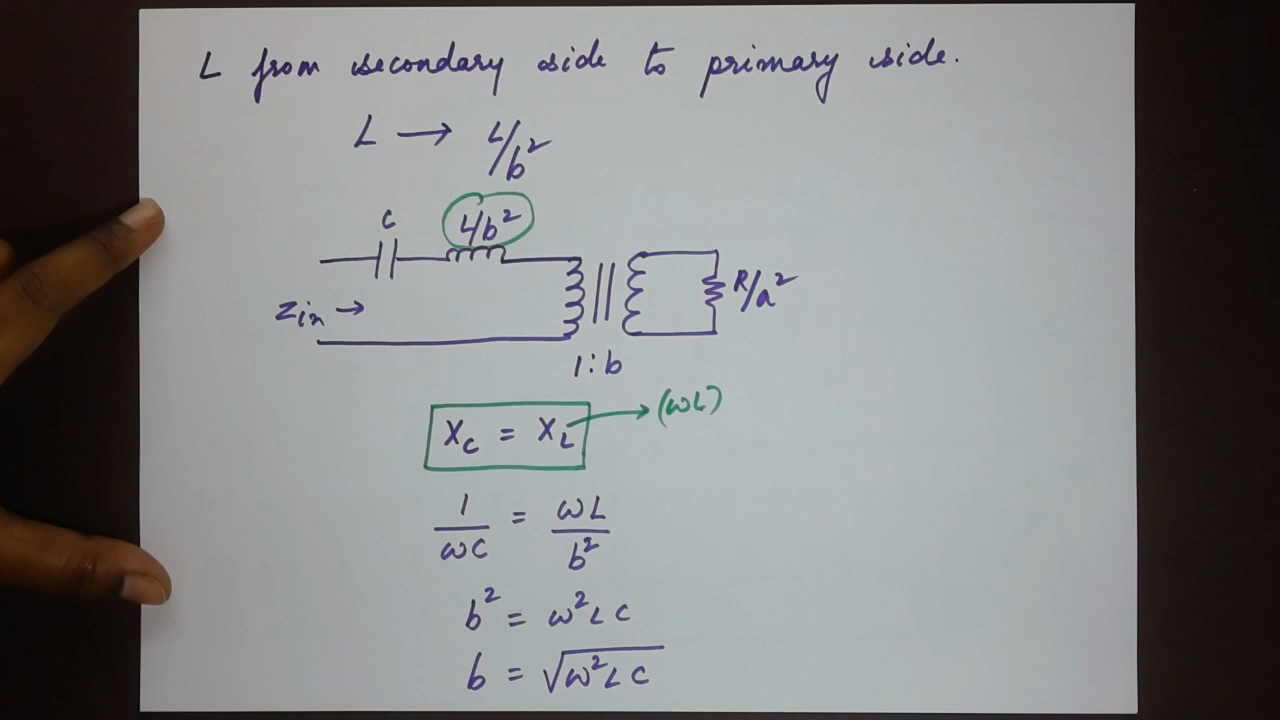 L from secondary side to primary side.
L → L/b²
C L/b²
Zin → R/a²
1:b
Xc = XL → (ωL)
1/ωC = ωL/b²
b² = ω²LC
b = √ω²LC